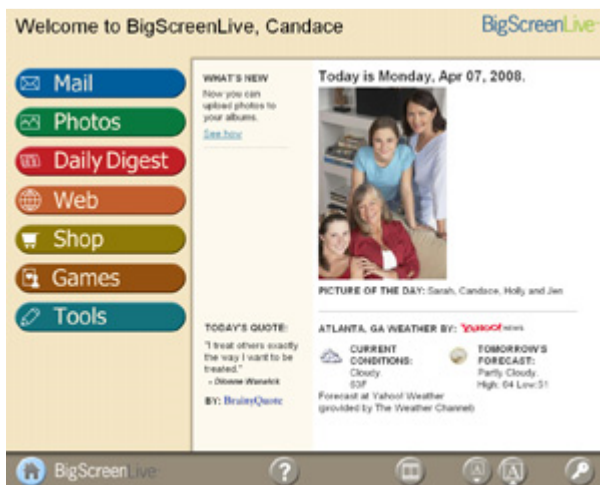 Welcome to BigScreenLive, Candace
BigScreenLive
Mail
Photos
Daily Digest
Web
Shop
Games
Tools
WHAT'S NEW
Now you can
upload photos to
your albums.
See how
Today is Monday, Apr 07, 2008.
PICTURE OF THE DAY: Sarah, Candace, Holly and Jen
TODAY'S QUOTE:
"I treat others exactly
the way I want to be
treated."
- Dionne Warwick
BY: BrainyQuote
ATLANTA, GA WEATHER BY: YAHOO! NEWS
CURRENT
CONDITIONS:
Cloudy.
63F
TOMORROW'S
FORECAST:
Partly Cloudy.
High: 64 Low:51
Forecast at Yahoo! Weather
(provided by The Weather Channel)
BigScreenLive
?
A
A